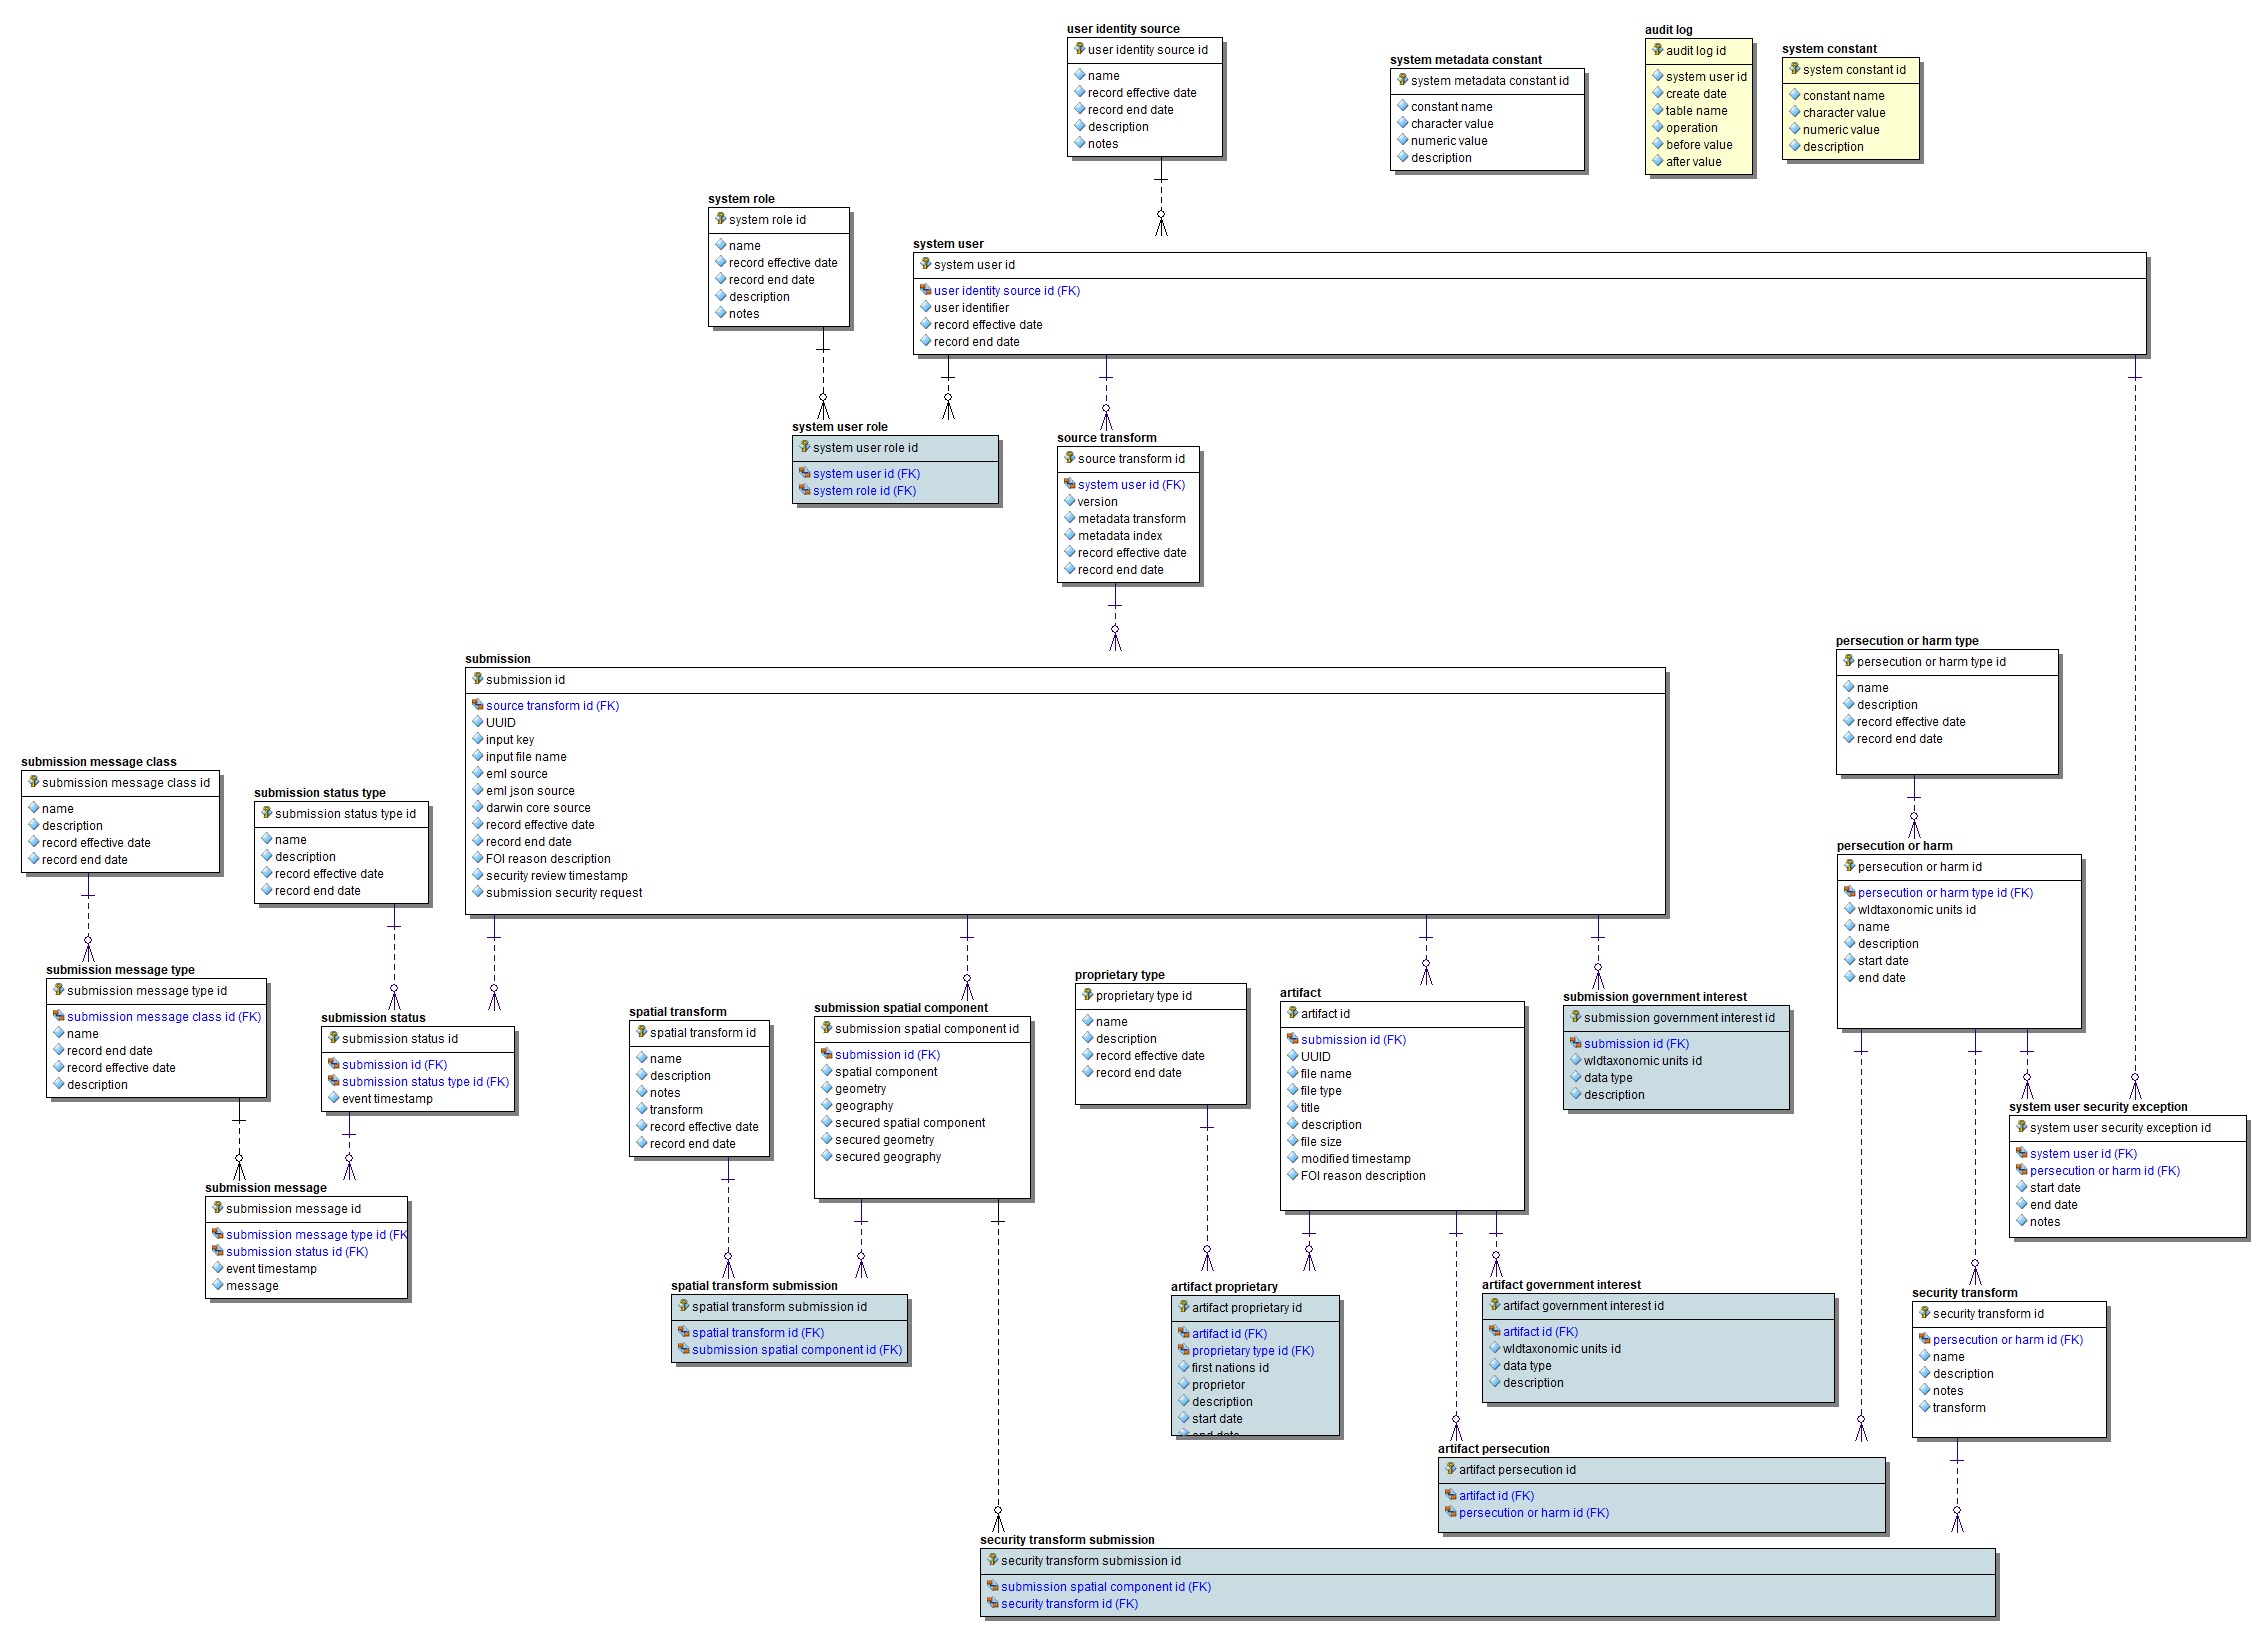 user identity source
user identity source id
name
record effective date
record end date
description
notes
system metadata constant
system metadata constant id
constant name
character value
numeric value
description
audit log
audit log id
system user id
create date
table name
operation
before value
after value
system constant
system constant id
constant name
character value
numeric value
description
system role
system role id
name
record effective date
record end date
description
notes
system user
system user id
user identity source id (FK)
user identifier
record effective date
record end date
system user role
system user role id
system user id (FK)
system role id (FK)
source transform
source transform id
system user id (FK)
version
metadata transform
metadata index
record effective date
record end date
submission
submission id
source transform id (FK)
UUID
input key
input file name
eml source
eml json source
darwin core source
record effective date
record end date
FOI reason description
security review timestamp
submission security request
persecution or harm type
persecution or harm type id
name
description
record effective date
record end date
submission message class
submission message class id
name
description
record effective date
record end date
submission status type
submission status type id
name
description
record effective date
record end date
persecution or harm
persecution or harm id
persecution or harm type id (FK)
wldtaxonomic units id
name
description
start date
end date
submission message type
submission message type id
submission message class id (FK)
name
record end date
record effective date
description
submission status
submission status id
submission id (FK)
submission status type id (FK)
event timestamp
spatial transform
spatial transform id
name
description
notes
transform
record effective date
record end date
submission spatial component
submission spatial component id
submission id (FK)
spatial component
geometry
geography
secured spatial component
secured geometry
secured geography
proprietary type
proprietary type id
name
description
record effective date
record end date
artifact
artifact id
submission id (FK)
UUID
file name
file type
title
description
file size
modified timestamp
FOI reason description
submission government interest
submission government interest id
submission id (FK)
wldtaxonomic units id
data type
description
system user security exception
system user security exception id
system user id (FK)
persecution or harm id (FK)
start date
end date
notes
submission message
submission message id
submission message type id (FK
submission status id (FK)
event timestamp
message
spatial transform submission
spatial transform submission id
spatial transform id (FK)
submission spatial component id (FK)
artifact proprietary
artifact proprietary id
artifact id (FK)
proprietary type id (FK)
first nations id
proprietor
description
start date
end date
artifact government interest
artifact government interest id
artifact id (FK)
wldtaxonomic units id
data type
description
security transform
security transform id
persecution or harm id (FK)
name
description
notes
transform
artifact persecution
artifact persecution id
artifact id (FK)
persecution or harm id (FK)
security transform submission
security transform submission id
submission spatial component id (FK)
security transform id (FK)